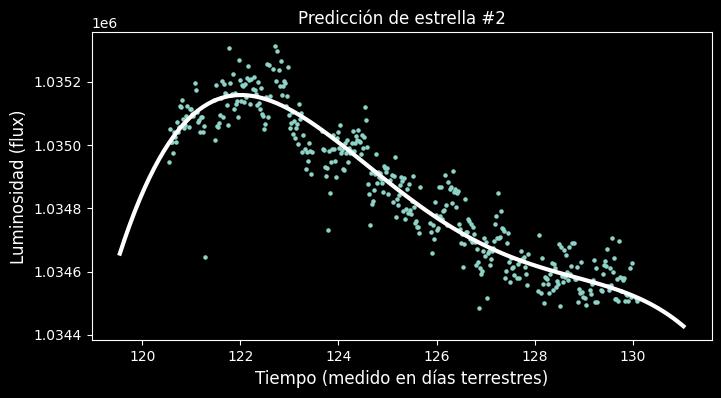 Predicción de estrella #2
1e6
Luminosidad (flux)
1.0352
1.0350
1.0348
1.0346
1.0344
120
122
124
126
128
130
Tiempo (medido en días terrestres)